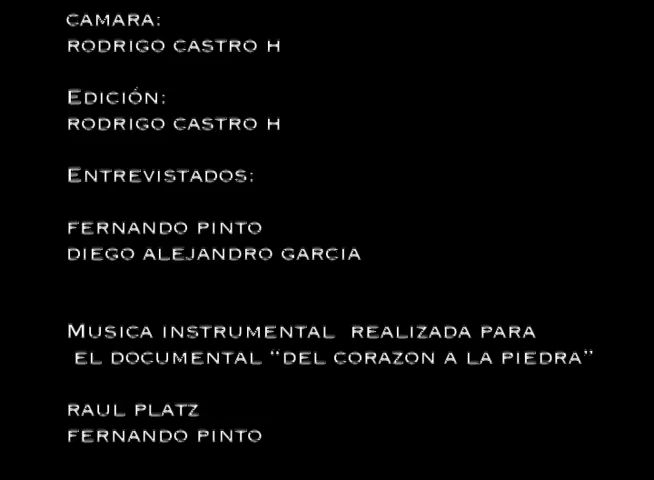 CAMARA:
RODRIGO CASTRO H
EDICIÓN:
RODRIGO CASTRO H
ENTREVISTADOS:
FERNANDO PINTO
DIEGO ALEJANDRO GARCIA
MUSICA INSTRUMENTAL REALIZADA PARA
EL DOCUMENTAL “DEL CORAZON A LA PIEDRA”
RAUL PLATZ
FERNANDO PINTO